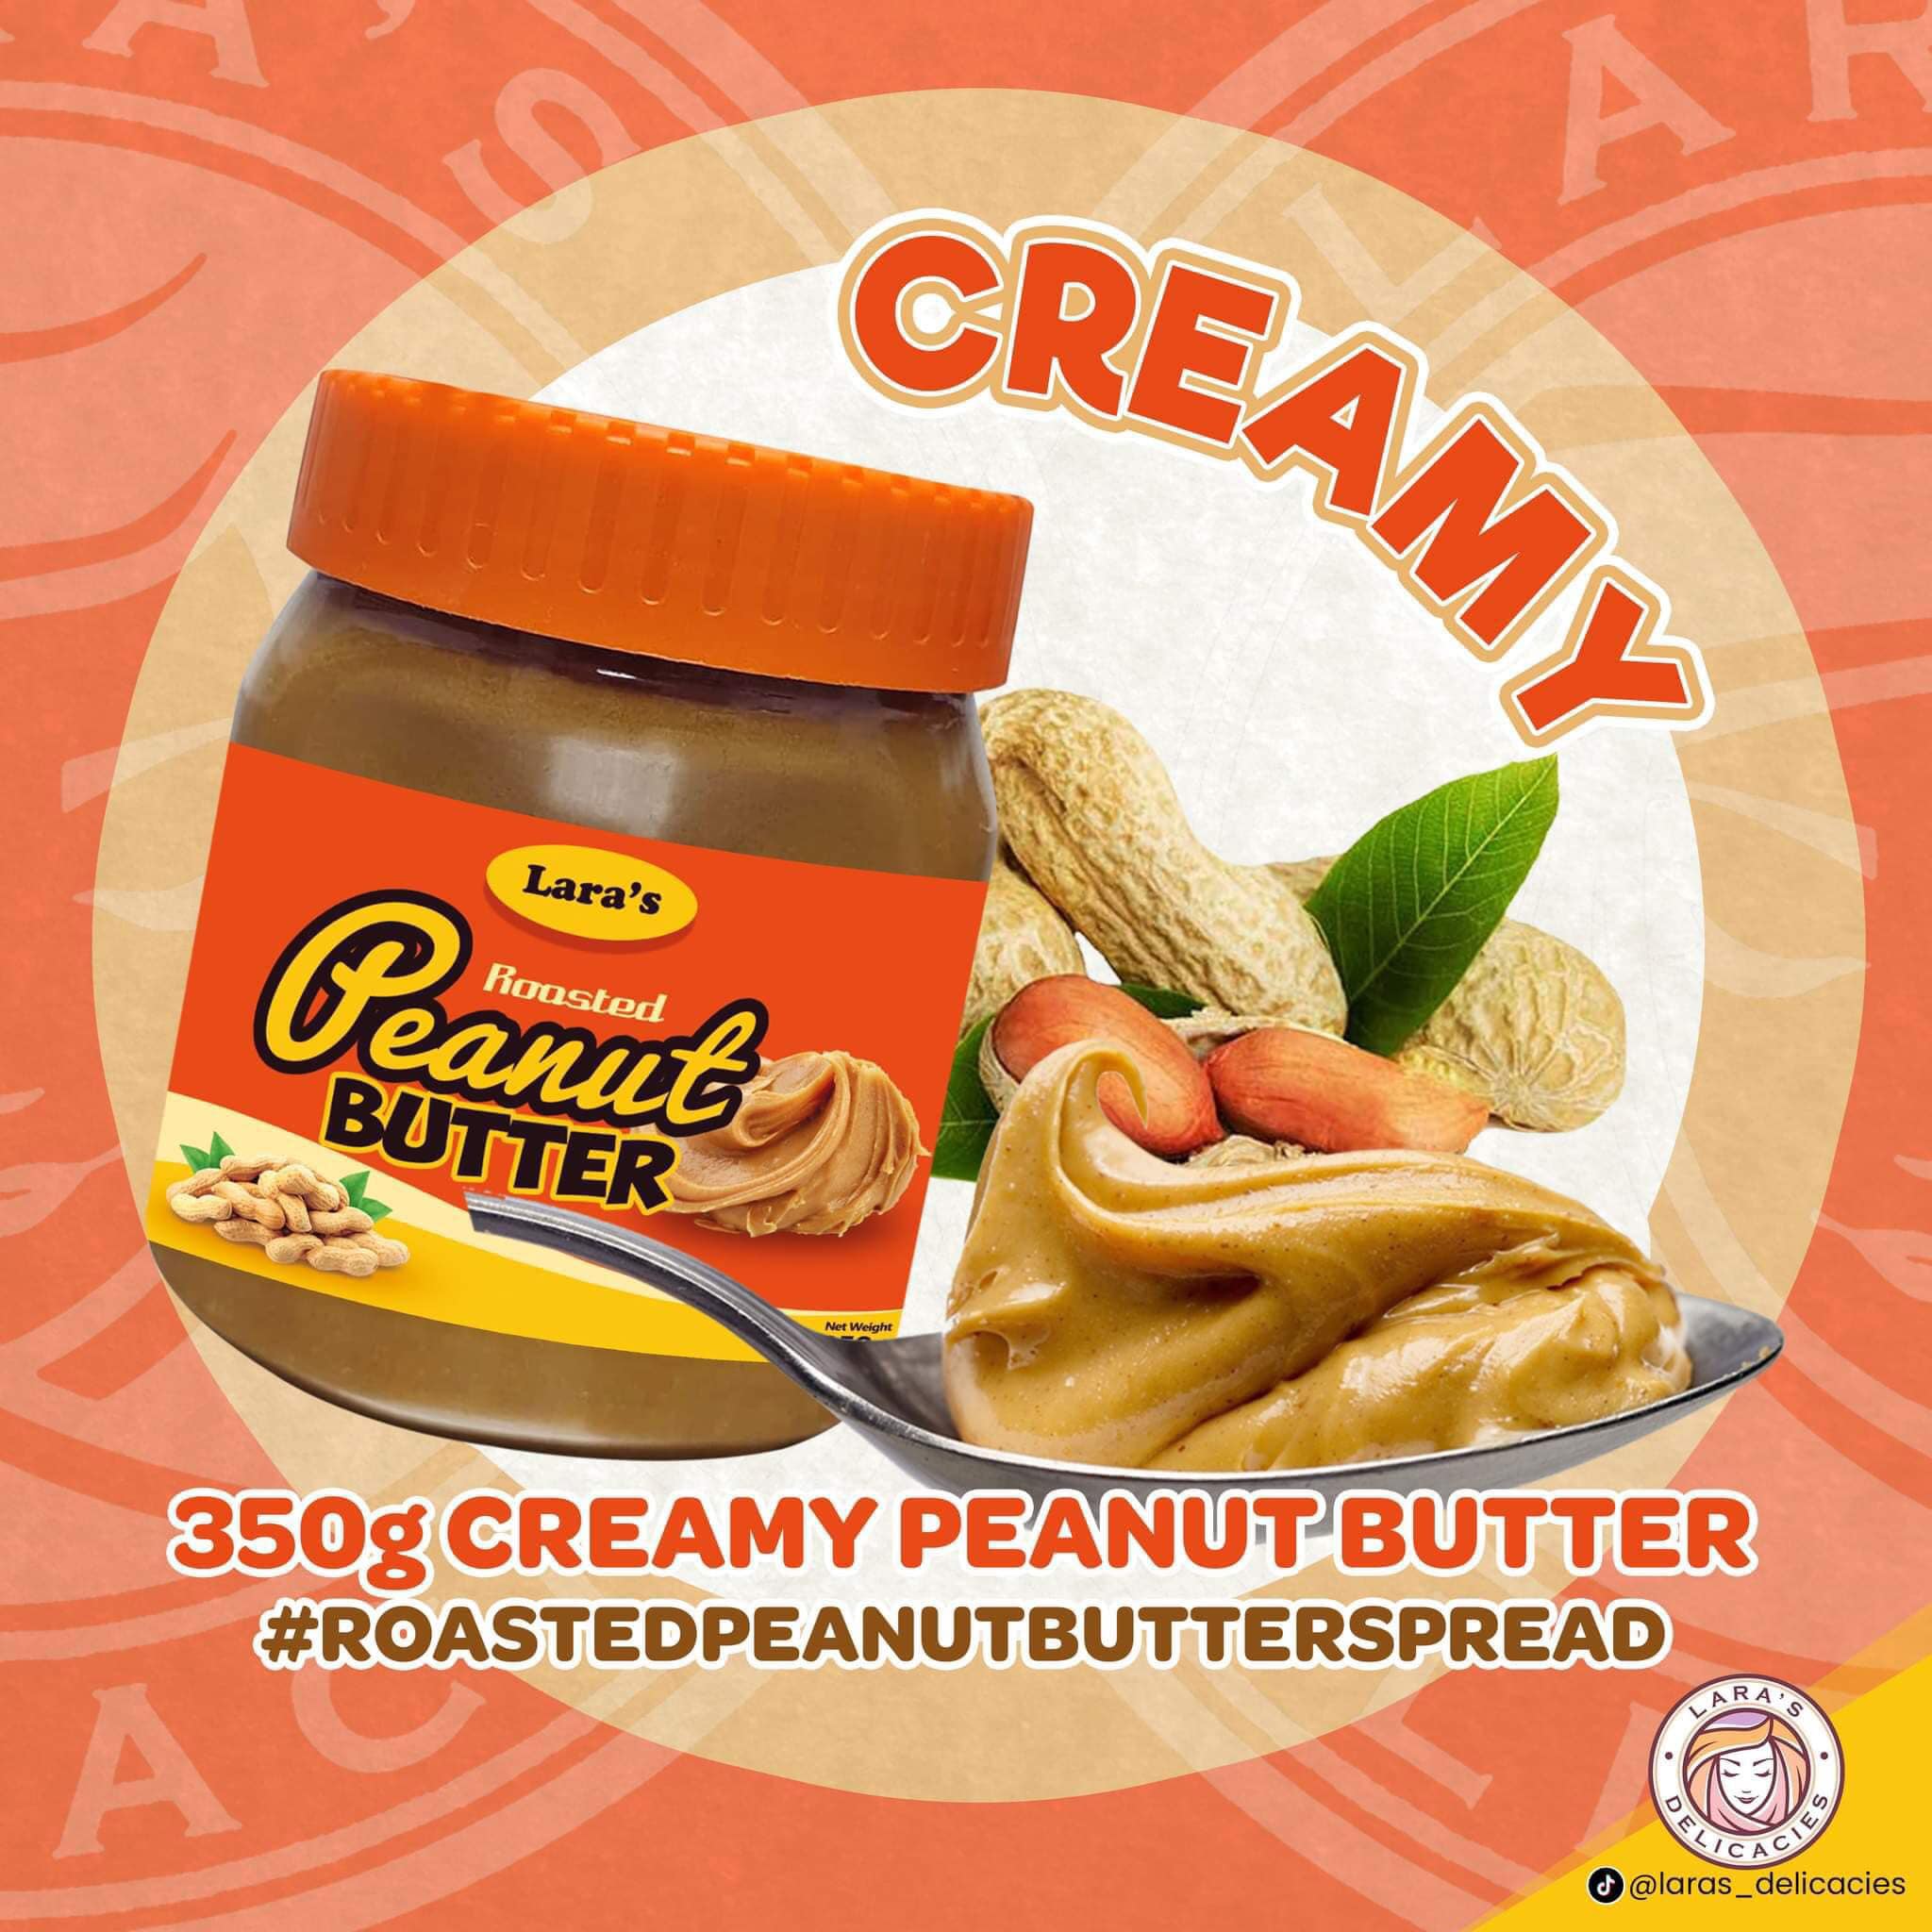 CREAMY
Lara's
Roasted
Peanut
BUTTER
Net Weight
350g CREAMY PEANUT BUTTER
#ROASTEDPEANUTBUTTERSPREAD
LARA'S
DELICACIES
@laras_delicacies